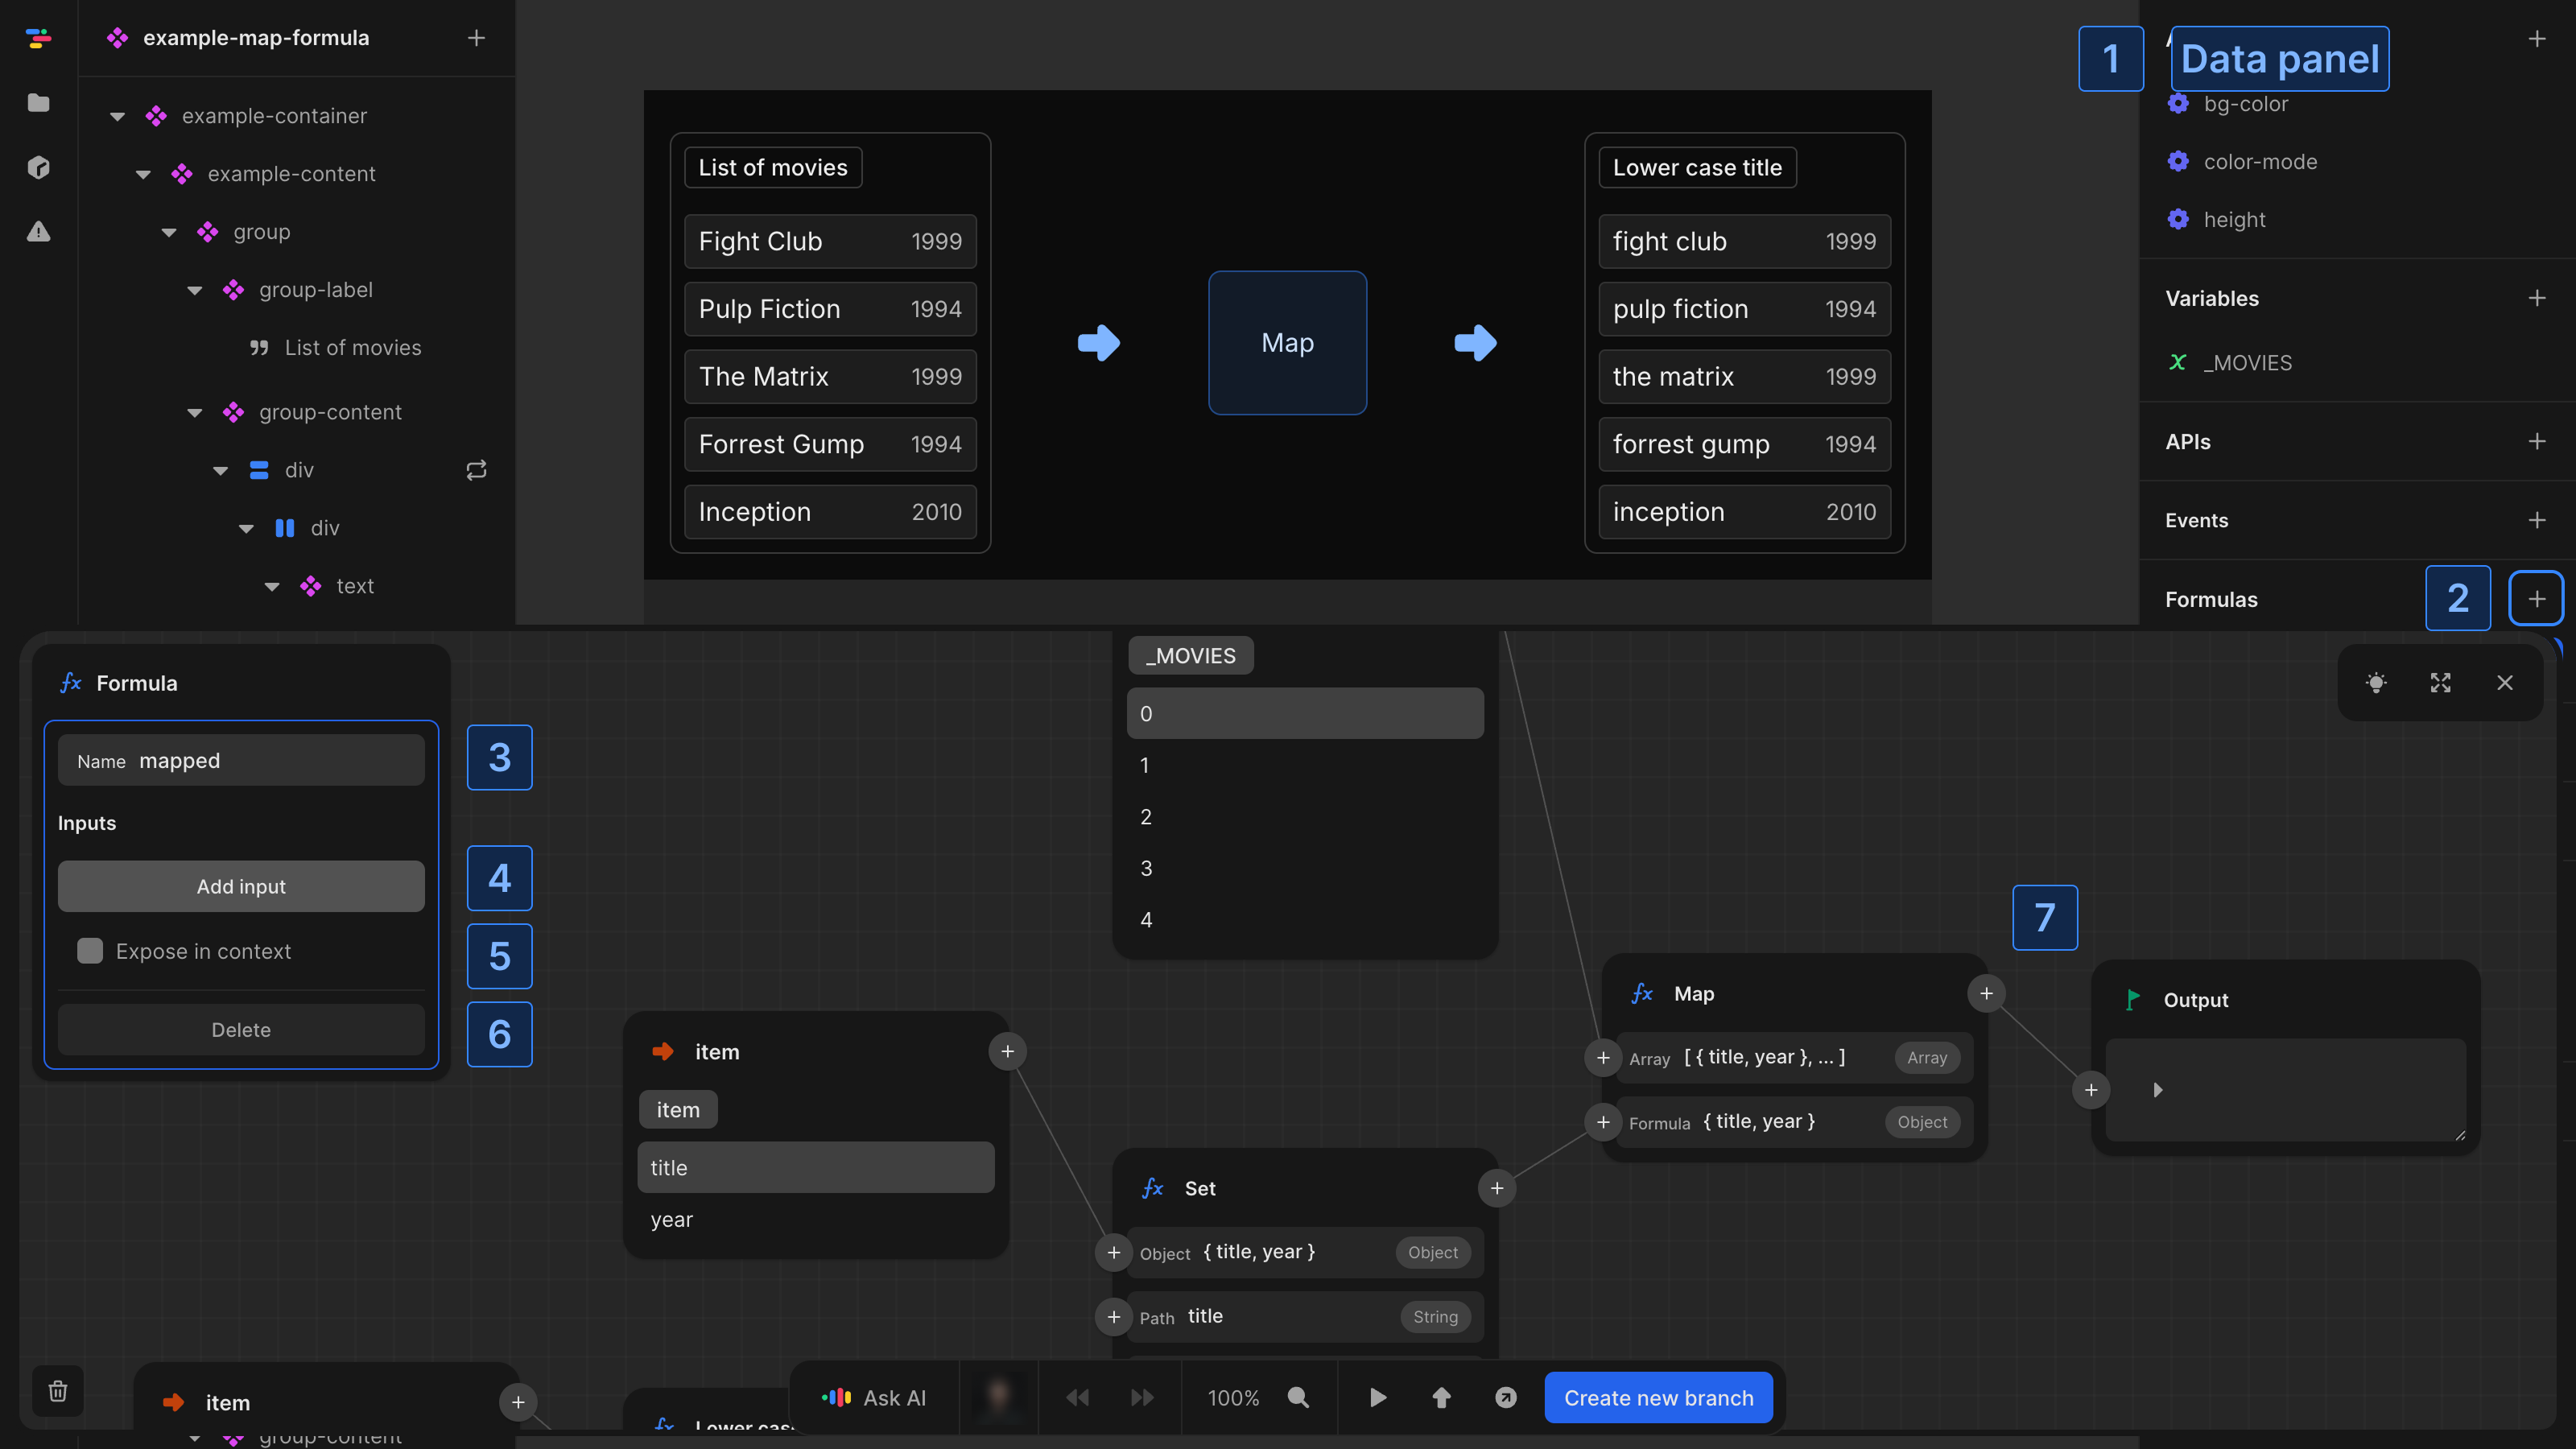 example-map-formula
example-container
example-content
group
group-label
List of movies
group-content
div
div
text
List of movies
Fight Club 1999
Pulp Fiction 1994
The Matrix 1999
Forrest Gump 1994
Inception 2010
Map
Lower case title
fight club 1999
pulp fiction 1994
the matrix 1999
forrest gump 1994
inception 2010
1 Data panel
bg-color
color-mode
height
Variables
_MOVIES
APIs
Events
Formulas 2
Formula
Name mapped 3
Inputs
Add input 4
Expose in context 5
Delete 6
_MOVIES
0
1
2
3
4
item
item
title
year
Set
Object { title, year } Object
Path title String
7
Map
Array [ { title, year }, ... ] Array
Formula { title, year } Object
Output
item
Lower cas
group-content
Ask AI
100%
Create new branch